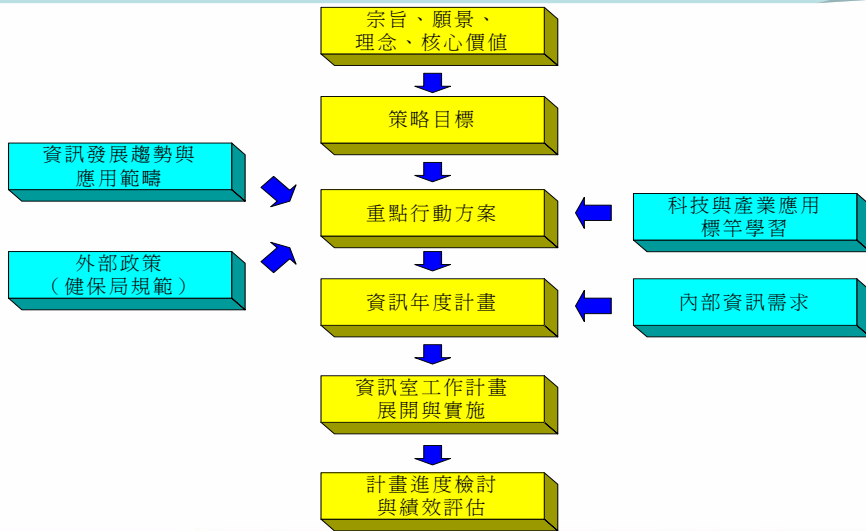 宗旨、願景、
理念、核心價值
策略目標
資訊發展趨勢與
應用範疇
重點行動方案
科技與產業應用
標竿學習
外部政策
（健保局規範）
資訊年度計畫
內部資訊需求
資訊室工作計畫
展開與實施
計畫進度檢討
與績效評估